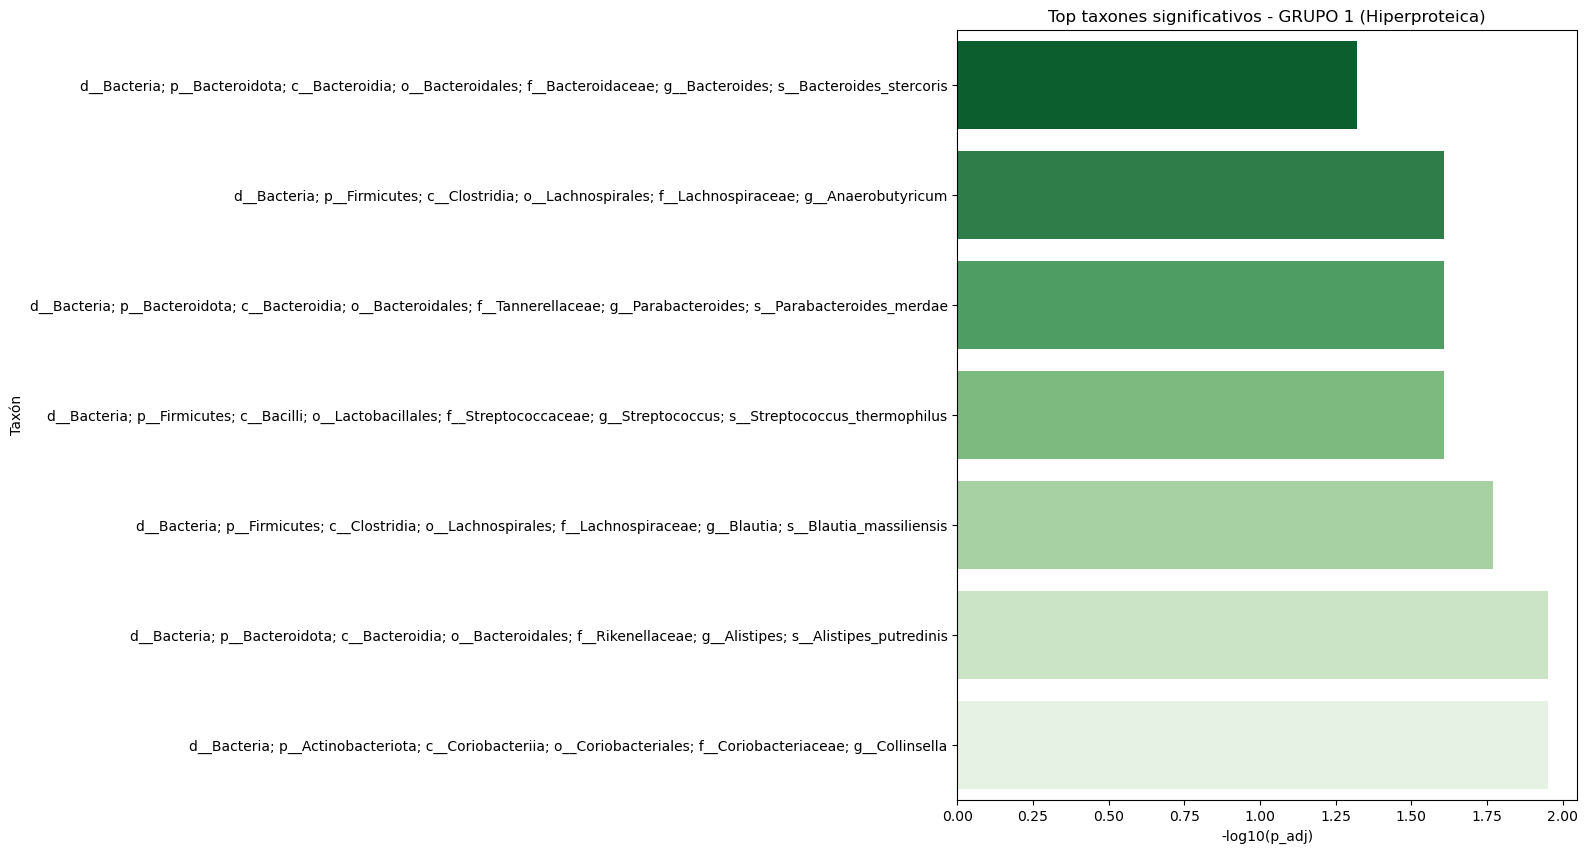 Top taxones significativos - GRUPO 1 (Hiperproteica)
d__Bacteria; p__Bacteroidota; c__Bacteroidia; o__Bacteroidales; f__Bacteroidaceae; g__Bacteroides; s__Bacteroides_stercoris
d__Bacteria; p__Firmicutes; c__Clostridia; o__Lachnospirales; f__Lachnospiraceae; g__Anaerobutyricum
d__Bacteria; p__Bacteroidota; c__Bacteroidia; o__Bacteroidales; f__Tannerellaceae; g__Parabacteroides; s__Parabacteroides_merdae
d__Bacteria; p__Firmicutes; c__Bacilli; o__Lactobacillales; f__Streptococcaceae; g__Streptococcus; s__Streptococcus_thermophilus
d__Bacteria; p__Firmicutes; c__Clostridia; o__Lachnospirales; f__Lachnospiraceae; g__Blautia; s__Blautia_massiliensis
d__Bacteria; p__Bacteroidota; c__Bacteroidia; o__Bacteroidales; f__Rikenellaceae; g__Alistipes; s__Alistipes_putredinis
d__Bacteria; p__Actinobacteriota; c__Coriobacteriia; o__Coriobacteriales; f__Coriobacteriaceae; g__Collinsella
Taxón
0.00 0.25 0.50 0.75 1.00 1.25 1.50 1.75 2.00
-log10(p_adj)